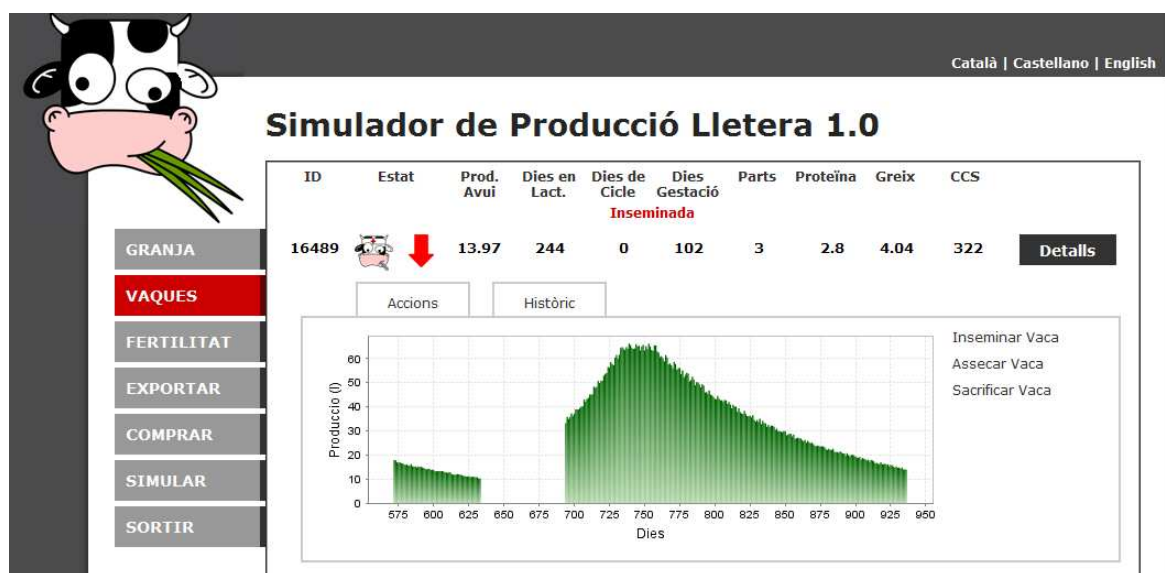 Català | Castellano | English
Simulador de Producció Lletera 1.0
ID Estat Prod. Avui Dies en Lact. Dies de Cicle Dies Gestació Parts Proteïna Greix CCS
Inseminada
16489 13.97 244 0 102 3 2.8 4.04 322 Detalls
GRANJA
VAQUES
FERTILITAT
EXPORTAR
COMPRAR
SIMULAR
SORTIR
Accions Històric
Inseminar Vaca
Assecar Vaca
Sacrificar Vaca
Produccio (l)
60
50
40
30
20
10
0
575 600 625 650 675 700 725 750 775 800 825 850 875 900 925 950
Dies